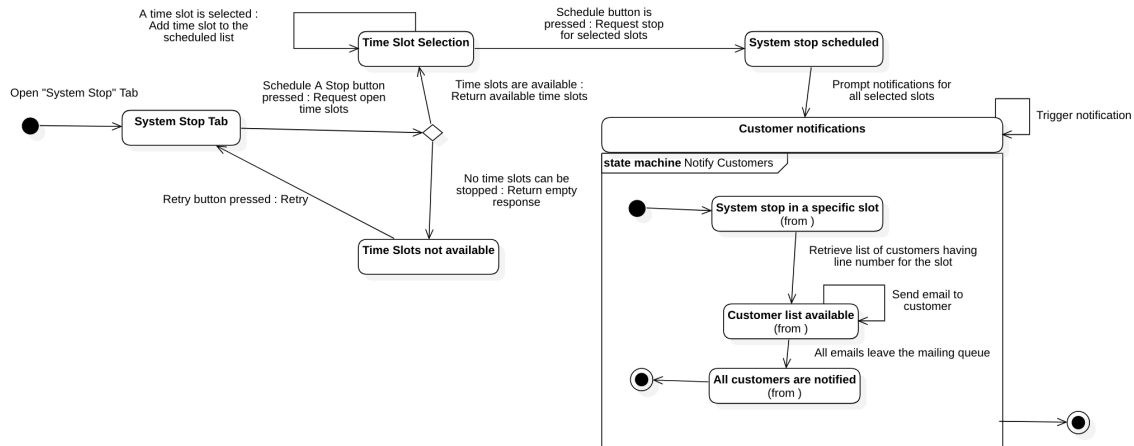 A time slot is selected :
Add time slot to the
scheduled list
Time Slot Selection
Schedule button is
pressed : Request stop
for selected slots
System stop scheduled
Open "System Stop" Tab
System Stop Tab
Schedule A Stop button
pressed : Request open
time slots
Time slots are available :
Return available time slots
Prompt notifications for
all selected slots
Customer notifications
Trigger notification
state machine Notify Customers
No time slots can be
stopped : Return empty
response
Retry button pressed : Retry
Time Slots not available
System stop in a specific slot
(from )
Retrieve list of customers having
line number for the slot
Customer list available
(from )
Send email to
customer
All emails leave the mailing queue
All customers are notified
(from )